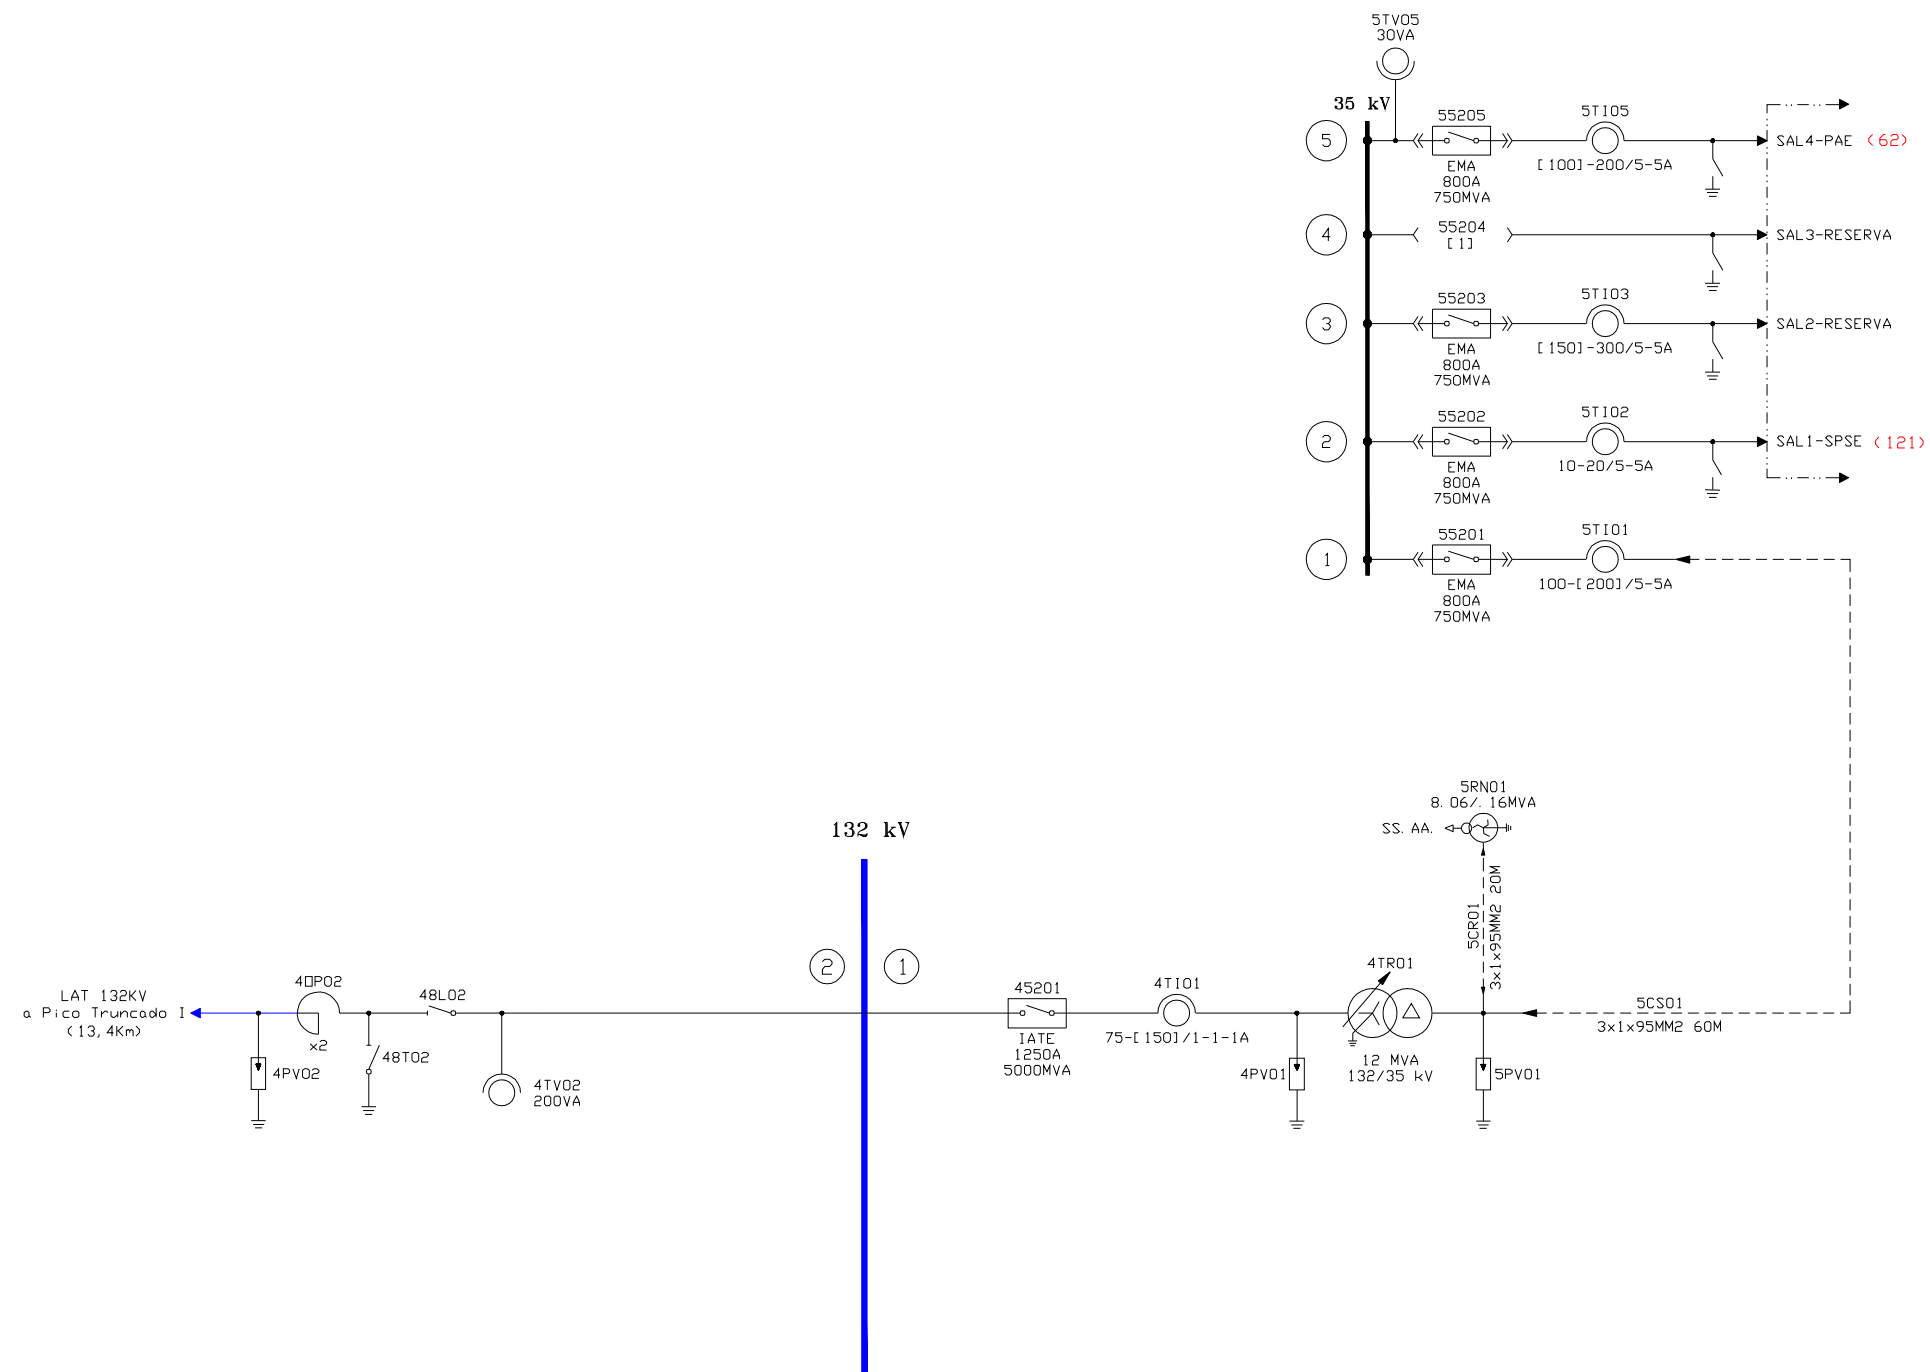 5TV05
30VA
35 kV
5
55205
EMA
800A
750MVA
5TI05
[100]-200/5-5A
SAL4-PAE (62)
4
55204
[1]
SAL3-RESERVA
3
55203
EMA
800A
750MVA
5TI03
[150]-300/5-5A
SAL2-RESERVA
2
55202
EMA
800A
750MVA
5TI02
10-20/5-5A
SAL1-SPSE (121)
1
55201
EMA
800A
750MVA
5TI01
100-[200]/5-5A
5RN01
8.06/.16MVA
SS. AA.
5CR01
3x1x95MM2 20M
132 kV
2
1
LAT 132KV
a Pico Truncado I
(13,4Km)
4PV02
4□P02
x2
48T02
48L02
4TV02
200VA
45201
IATE
1250A
5000MVA
4TI01
75-[150]/1-1-1A
4PV01
4TR01
12 MVA
132/35 kV
5PV01
5CS01
3x1x95MM2 60M